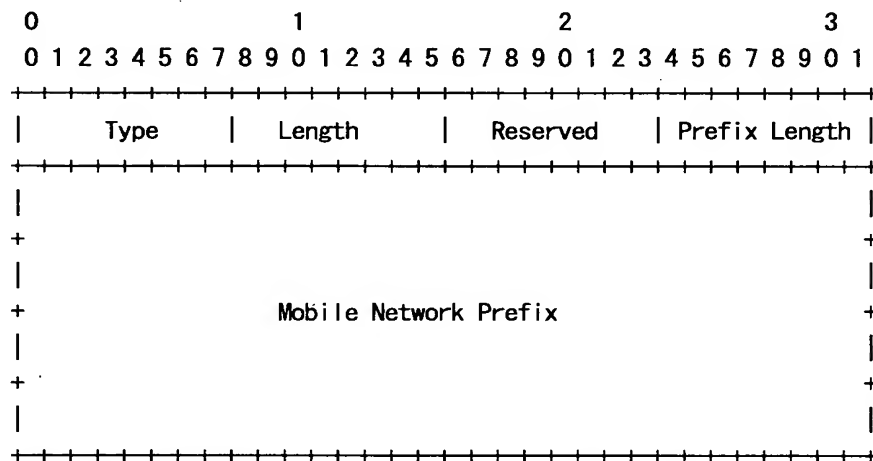 0 1 2 3
0 1 2 3 4 5 6 7 8 9 0 1 2 3 4 5 6 7 8 9 0 1 2 3 4 5 6 7 8 9 0 1
| Type | Length | Reserved | Prefix Length |
Mobile Network Prefix